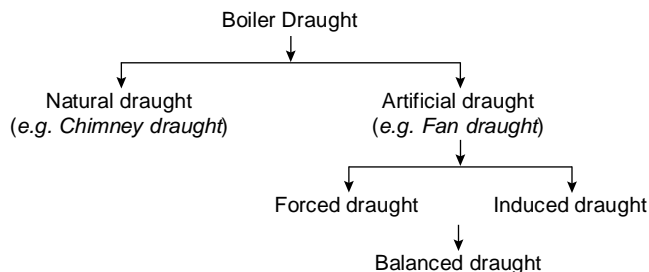 Boiler Draught
Natural draught
(e.g. Chimney draught)
Artificial draught
(e.g. Fan draught)
Forced draught
Induced draught
Balanced draught